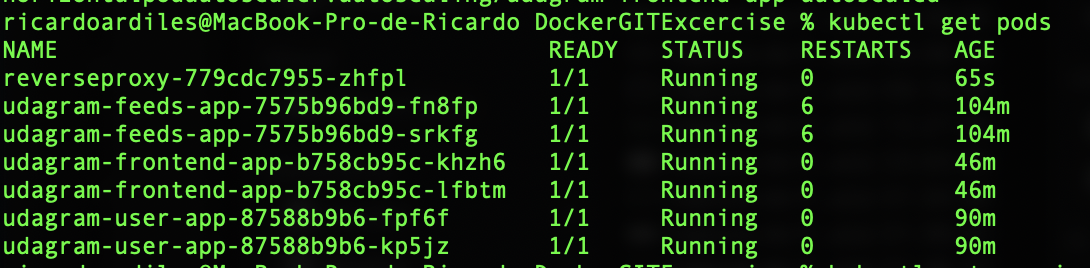 ricardoardiles@MacBook-Pro-de-Ricardo DockerGITExcercise % kubectl get pods
NAME READY STATUS RESTARTS AGE
reverseproxy-779cdc7955-zhfpl 1/1 Running 0 65s
udagram-feeds-app-7575b96bd9-fn8fp 1/1 Running 6 104m
udagram-feeds-app-7575b96bd9-srkfg 1/1 Running 6 104m
udagram-frontend-app-b758cb95c-khzh6 1/1 Running 0 46m
udagram-frontend-app-b758cb95c-lfbtm 1/1 Running 0 46m
udagram-user-app-87588b9b6-fpf6f 1/1 Running 0 90m
udagram-user-app-87588b9b6-kp5jz 1/1 Running 0 90m